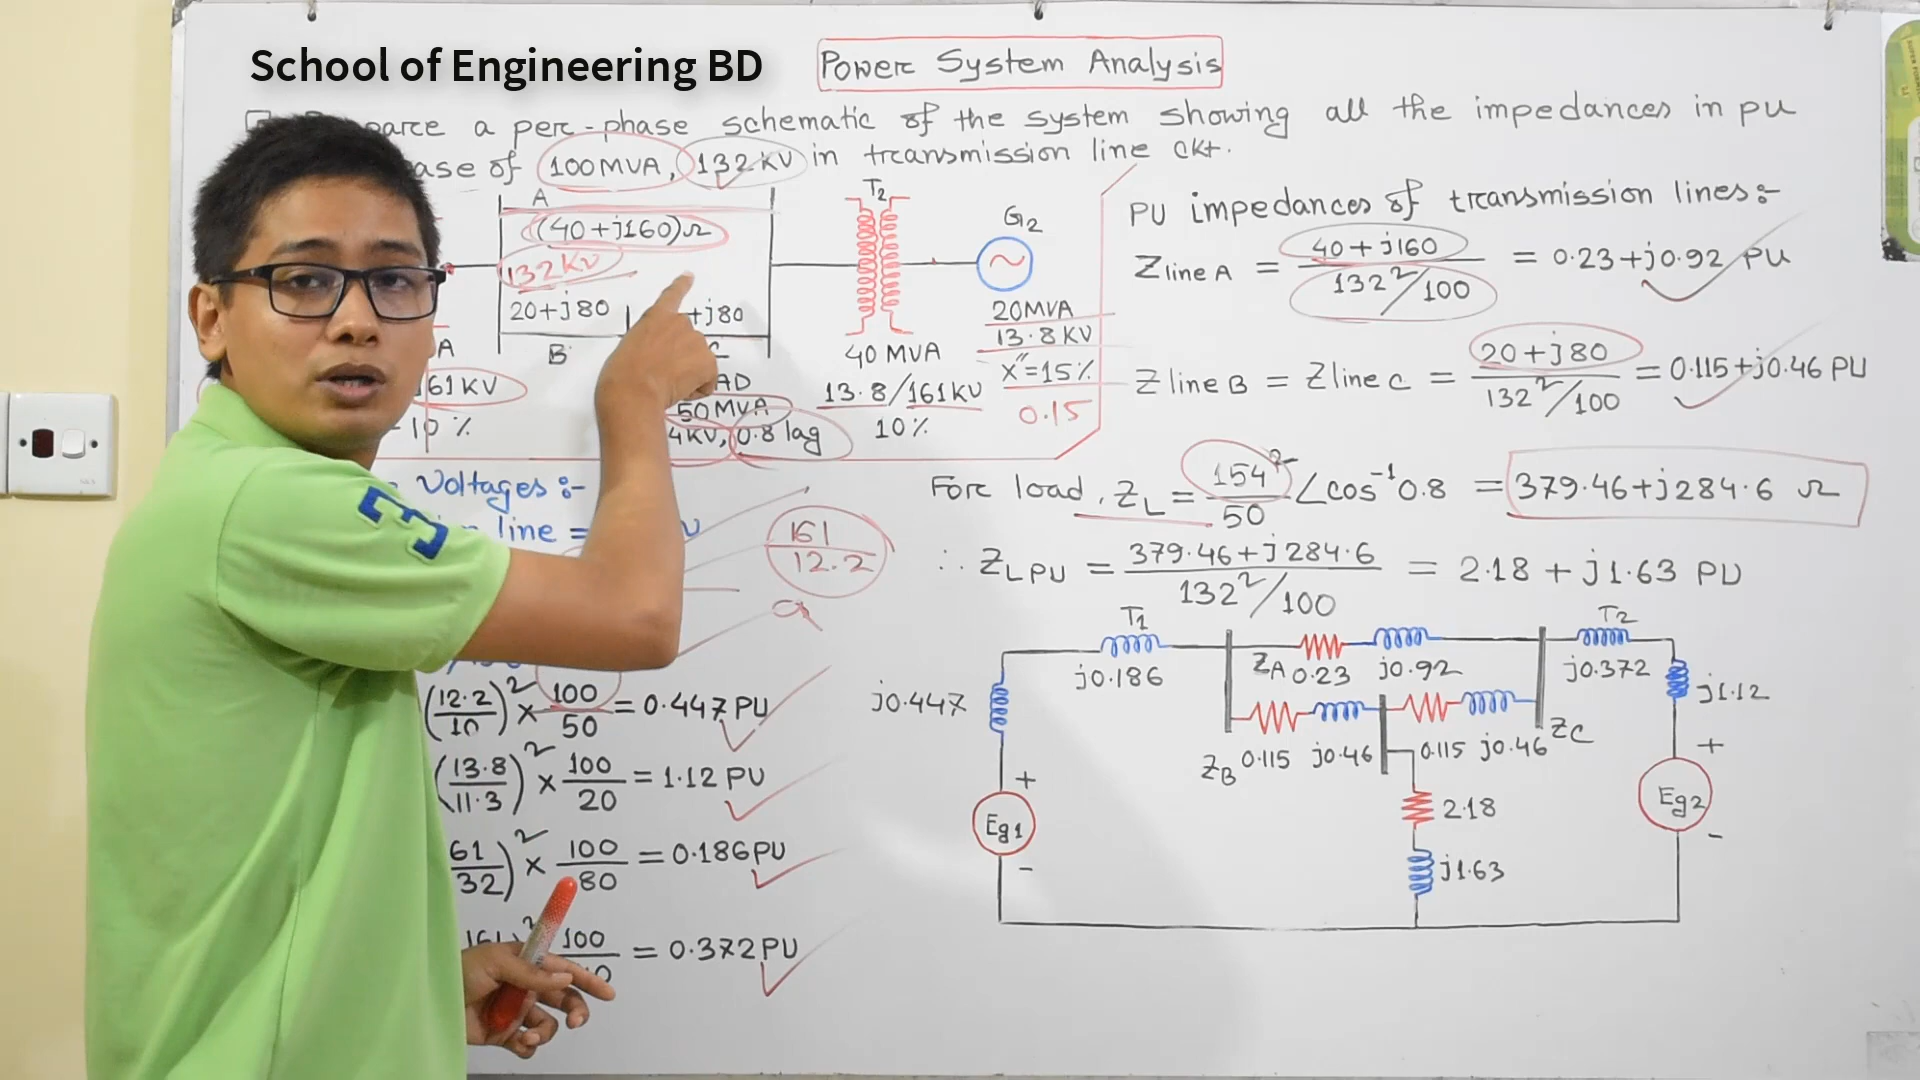 School of Engineering BD
Power System Analysis
a per-phase schematic of the system showing all the impedances in pu
of 100MVA, 132KV in transmission line ckt.
A
(40+j160)Ω
132KV
20+j80
+j80
B
C
61KV
10%
50MVA
4KV, 0.8 lag
T2
40 MVA
13.8/161KV
10%
G2
20MVA
13.8KV
X"=15%
0.15
PU impedances of transmission lines:-
Z line A = 40+j160 / 132²/100 = 0.23+j0.92 PU
Z line B = Z line C = 20+j80 / 132²/100 = 0.115+j0.46 PU
For load, ZL = 154²/50 ∠cos⁻¹0.8 = 379.46+j284.6 Ω
∴ ZLPU = 379.46+j284.6 / 132²/100 = 2.18+j1.63 PU
Voltages:-
line =
161/12.2
(12.2/10)² × 100/50 = 0.447PU
(13.8/11.3)² × 100/20 = 1.12 PU
61/32)² × 100/80 = 0.186PU
100 = 0.372PU
T1
j0.186
ZA 0.23 j0.92
T2
j0.372
j0.447
j1.12
ZB 0.115 j0.46
0.115 j0.46 ZC
2.18
j1.63
+
Eg1
-
+
Eg2
-